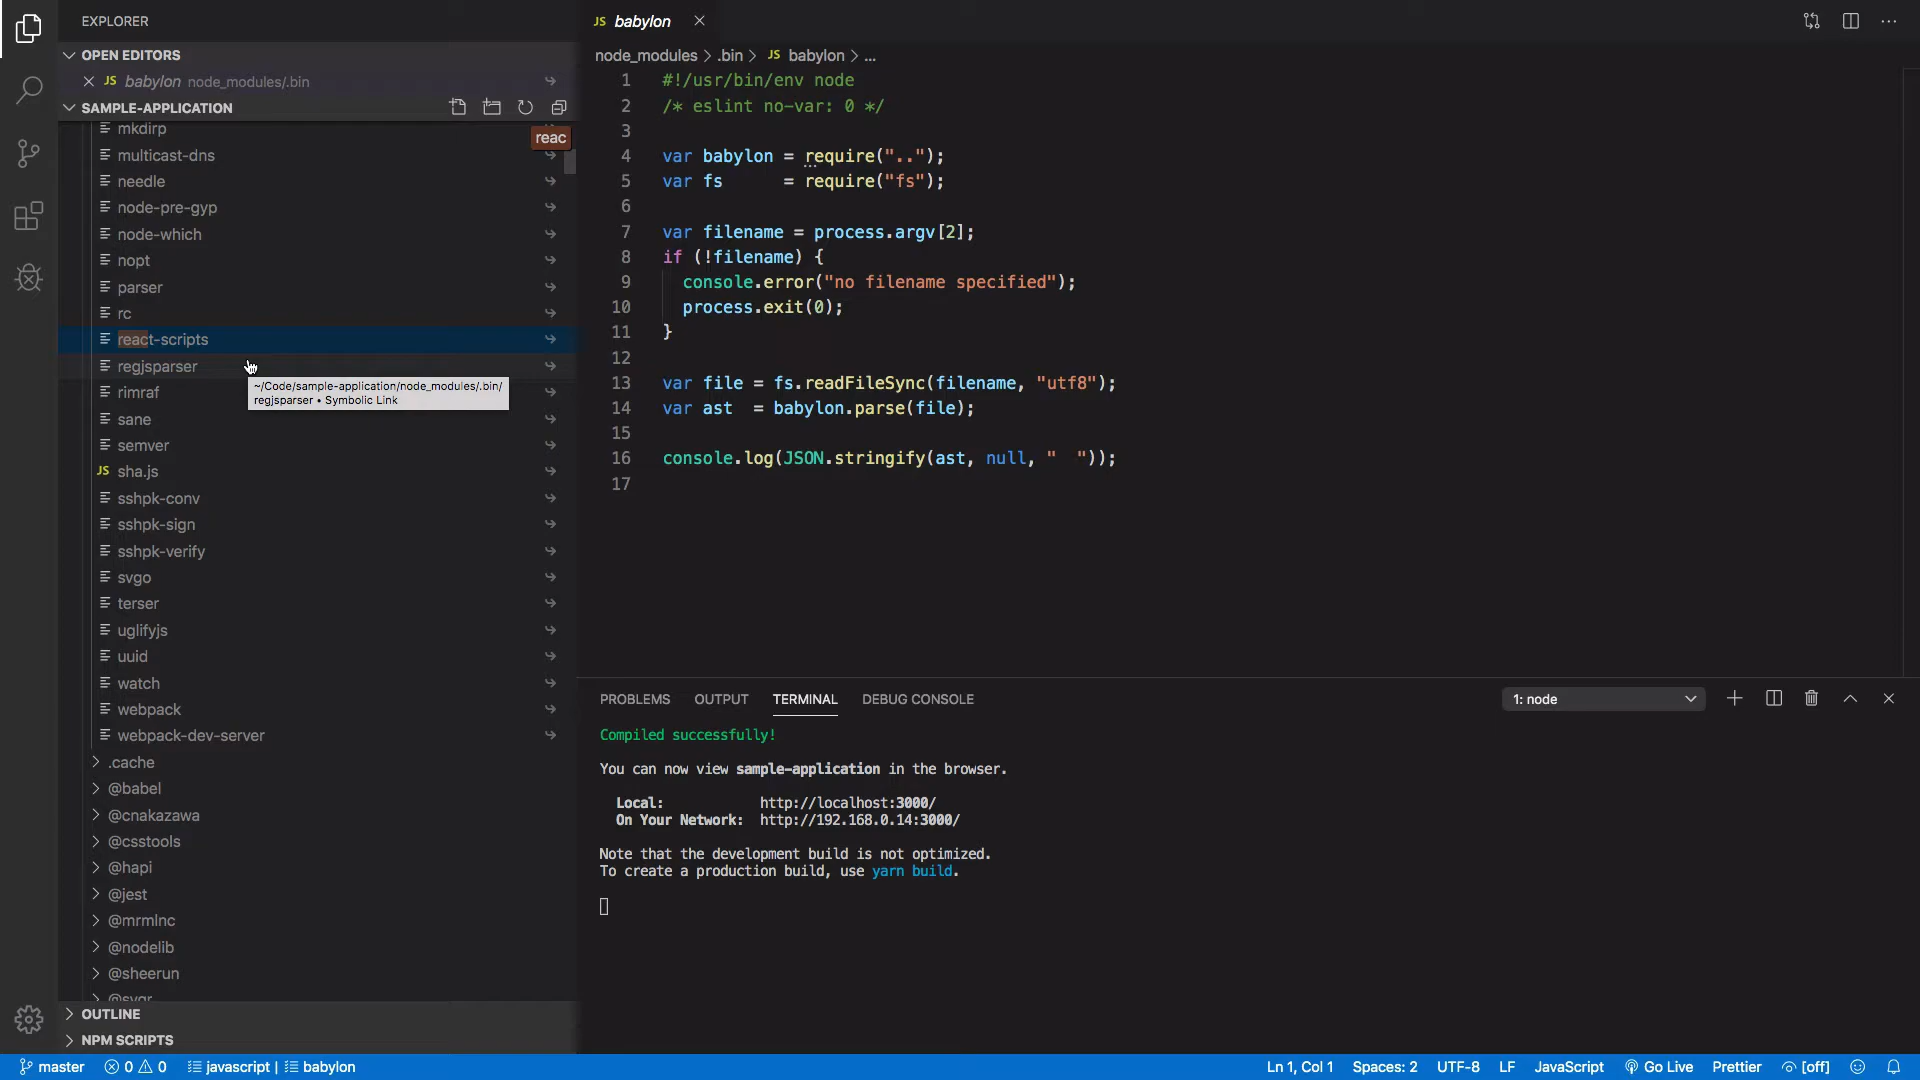 EXPLORER
OPEN EDITORS
JS babylon node_modules/.bin
SAMPLE-APPLICATION
reac
mkdirp
multicast-dns
needle
node-pre-gyp
node-which
nopt
parser
rc
react-scripts
regjsparser
~/Code/sample-application/node_modules/.bin/
regjsparser • Symbolic Link
rimraf
sane
semver
JS sha.js
sshpk-conv
sshpk-sign
sshpk-verify
svgo
terser
uglifyjs
uuid
watch
webpack
webpack-dev-server
.cache
@babel
@cnakazawa
@csstools
@hapi
@jest
@mrmlnc
@nodelib
@sheerun
@svgr
OUTLINE
NPM SCRIPTS
JS babylon
node_modules > .bin > JS babylon > ...
1 #!/usr/bin/env node
2 /* eslint no-var: 0 */
3
4 var babylon = require("..");
5 var fs      = require("fs");
6
7 var filename = process.argv[2];
8 if (!filename) {
9   console.error("no filename specified");
10   process.exit(0);
11 }
12
13 var file = fs.readFileSync(filename, "utf8");
14 var ast  = babylon.parse(file);
15
16 console.log(JSON.stringify(ast, null, "  "));
17
PROBLEMS OUTPUT TERMINAL DEBUG CONSOLE 1: node
Compiled successfully!
You can now view sample-application in the browser.
Local: http://localhost:3000/
On Your Network: http://192.168.0.14:3000/
Note that the development build is not optimized.
To create a production build, use yarn build.
master 0 0 javascript | babylon Ln 1, Col 1 Spaces: 2 UTF-8 LF JavaScript Go Live Prettier [off]